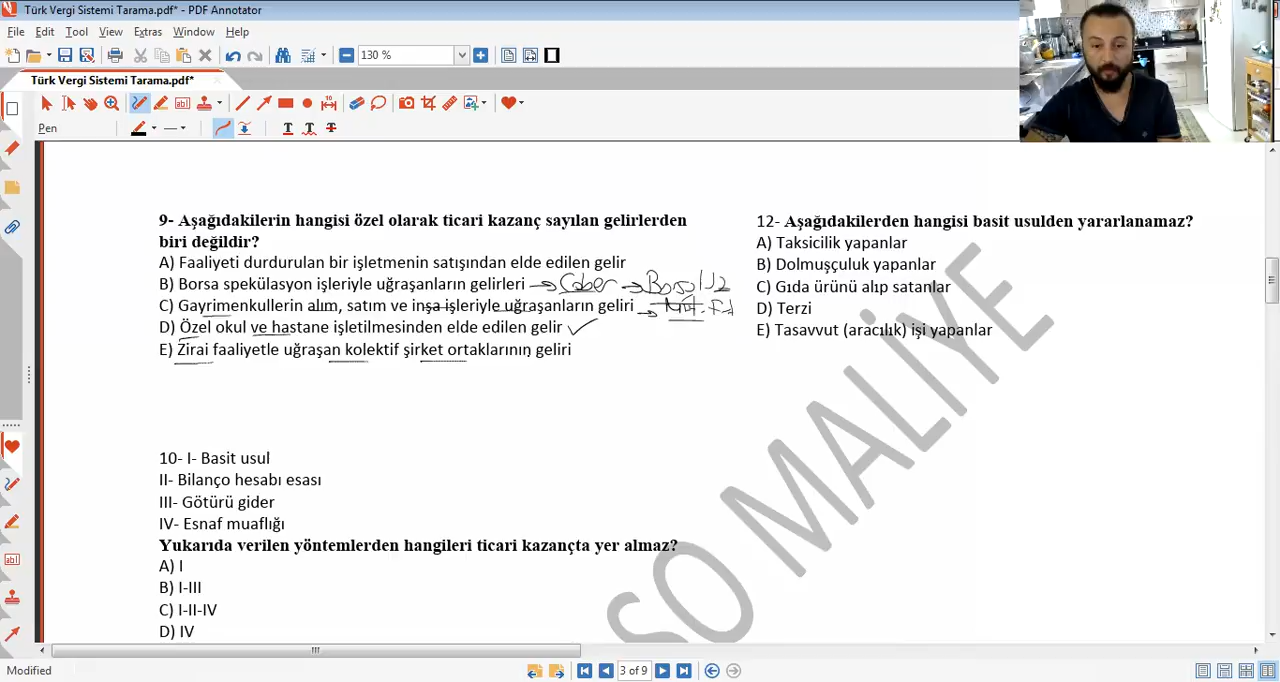 Türk Vergi Sistemi Tarama.pdf* - PDF Annotator
File Edit Tool View Extras Window Help
130 %
Türk Vergi Sistemi Tarama.pdf*
Pen
9- Aşağıdakilerin hangisi özel olarak ticari kazanç sayılan gelirlerden
biri değildir?
A) Faaliyeti durdurulan bir işletmenin satışından elde edilen gelir
B) Borsa spekülasyon işleriyle uğraşanların gelirleri
C) Gayrimenkullerin alım, satım ve inşa işleriyle uğraşanların geliri
D) Özel okul ve hastane işletilmesinden elde edilen gelir
E) Zirai faaliyetle uğraşan kolektif şirket ortaklarının geliri
10- I- Basit usul
II- Bilanço hesabı esası
III- Götürü gider
IV- Esnaf muaflığı
Yukarıda verilen yöntemlerden hangileri ticari kazançta yer almaz?
A) I
B) I-III
C) I-II-IV
D) IV
12- Aşağıdakilerden hangisi basit usulden yararlanamaz?
A) Taksicilik yapanlar
B) Dolmuşçuluk yapanlar
C) Gıda ürünü alıp satanlar
D) Terzi
E) Tasavvut (aracılık) işi yapanlar
SO MALİYE
Modified
3 of 9